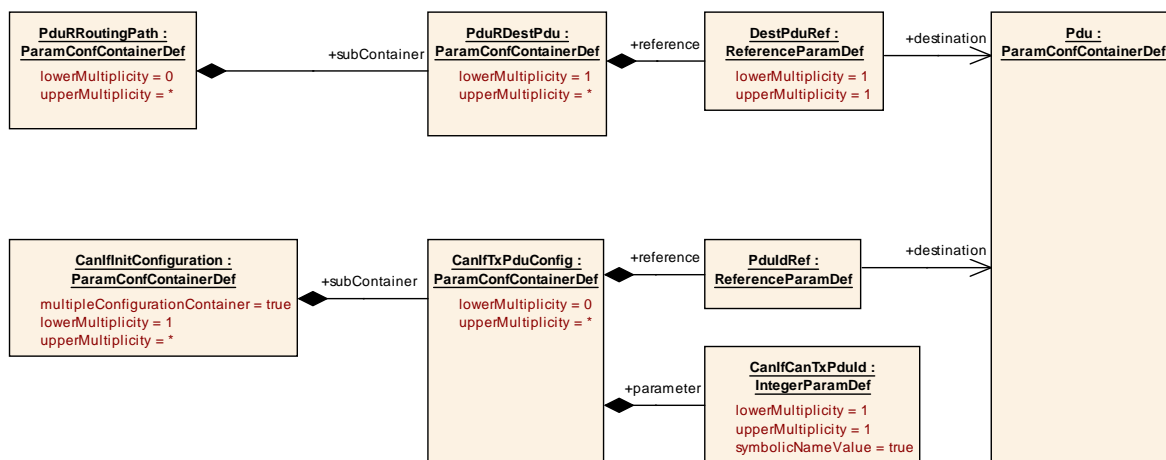 PduRRoutingPath :
ParamConfContainerDef
lowerMultiplicity = 0
upperMultiplicity = *
+subContainer
PduRDestPdu :
ParamConfContainerDef
lowerMultiplicity = 1
upperMultiplicity = *
+reference
DestPduRef :
ReferenceParamDef
lowerMultiplicity = 1
upperMultiplicity = 1
+destination
Pdu :
ParamConfContainerDef
CanIfInitConfiguration :
ParamConfContainerDef
multipleConfigurationContainer = true
lowerMultiplicity = 1
upperMultiplicity = *
+subContainer
CanIfTxPduConfig :
ParamConfContainerDef
lowerMultiplicity = 0
upperMultiplicity = *
+reference
PduIdRef :
ReferenceParamDef
+destination
+parameter
CanIfCanTxPduId :
IntegerParamDef
lowerMultiplicity = 1
upperMultiplicity = 1
symbolicNameValue = true